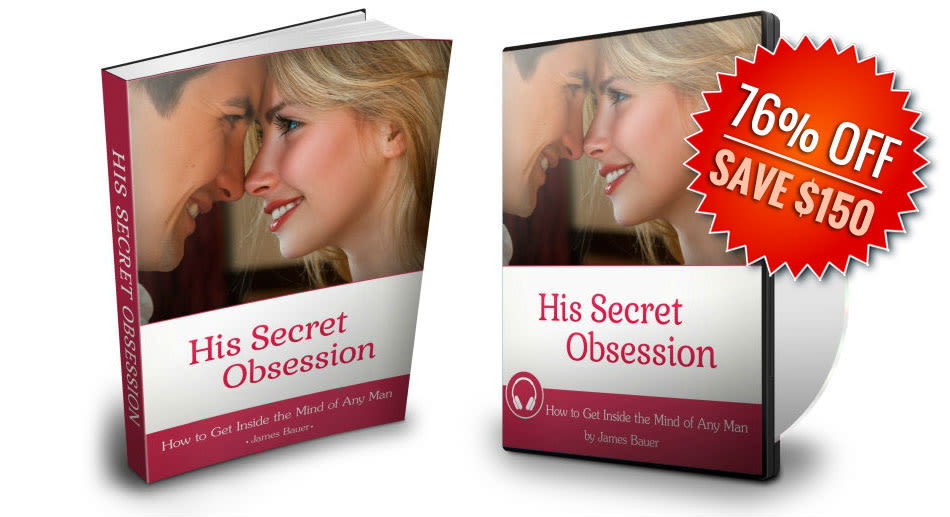 HIS SECRET OBSESSION
His Secret
Obsession
How to Get Inside the Mind of Any Man
• James Bauer •
76% OFF
SAVE $150
His Secret
Obsession
How to Get Inside the Mind of Any Man
by James Bauer